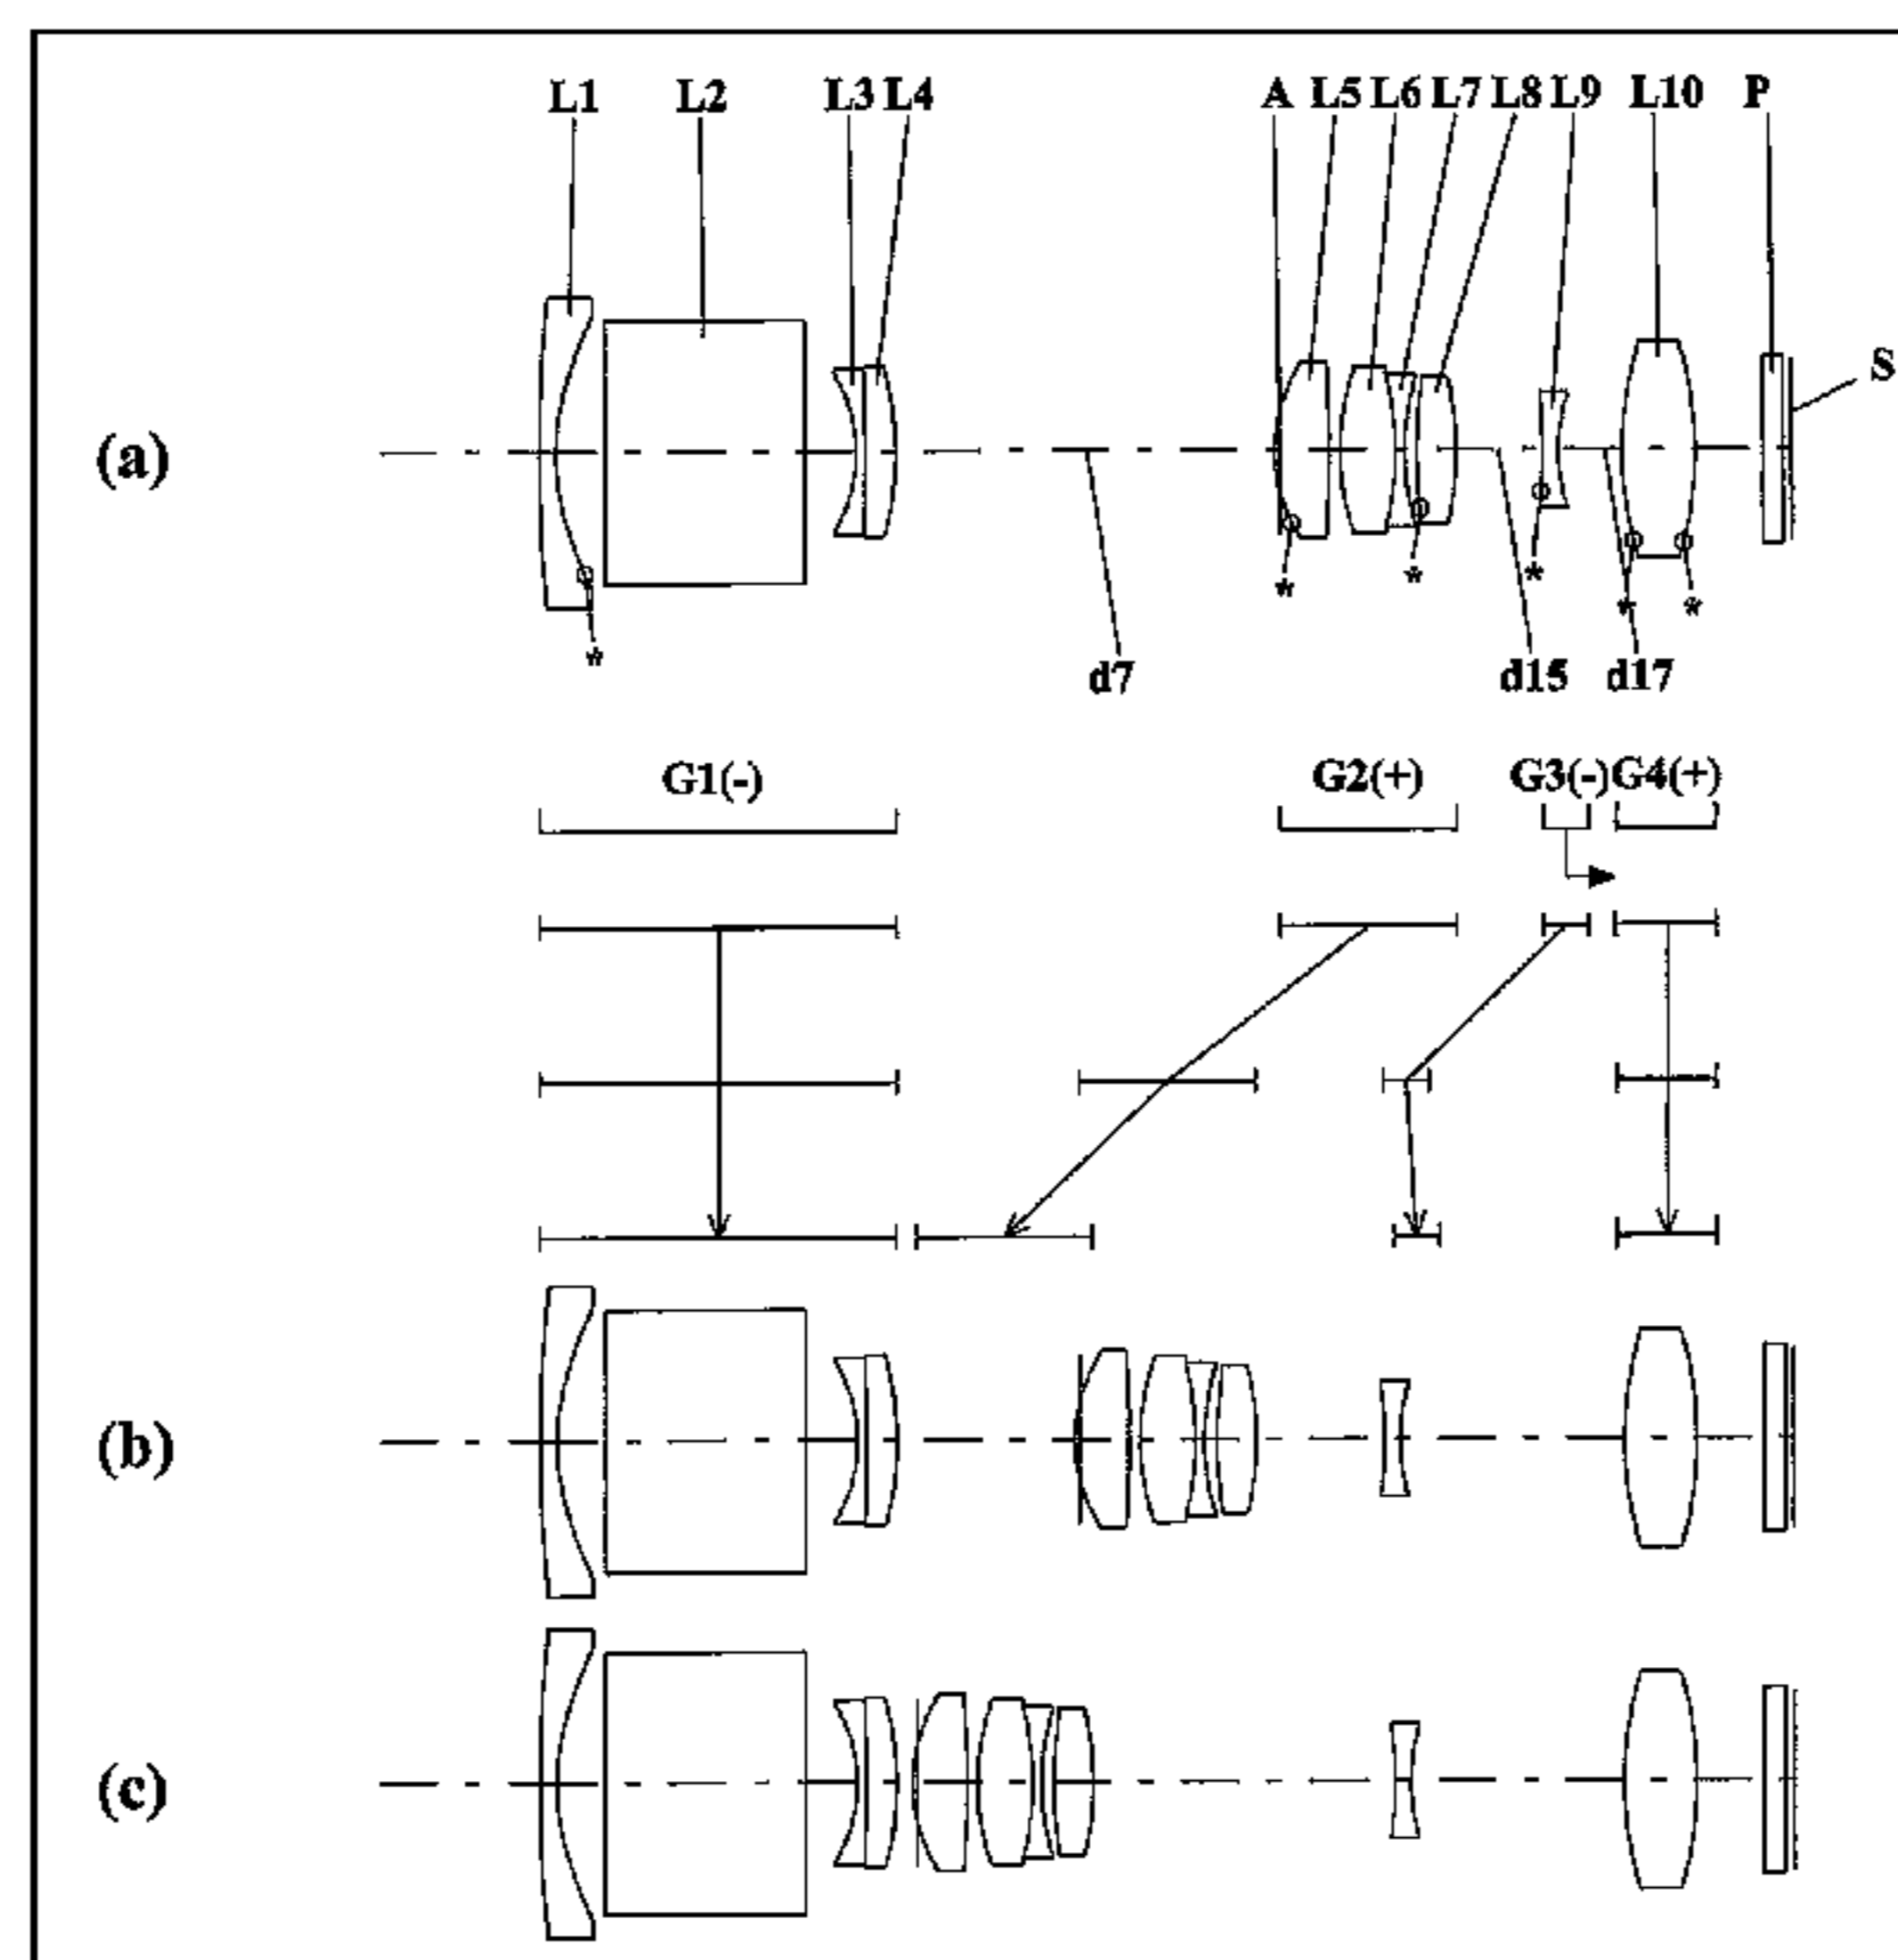 L1 L2 L3 L4 A L5 L6 L7 L8 L9 L10 P
S
(a)
* * * * * *
d7 d15 d17
G1(-) G2(+) G3(-) G4(+)
(b)
(c)